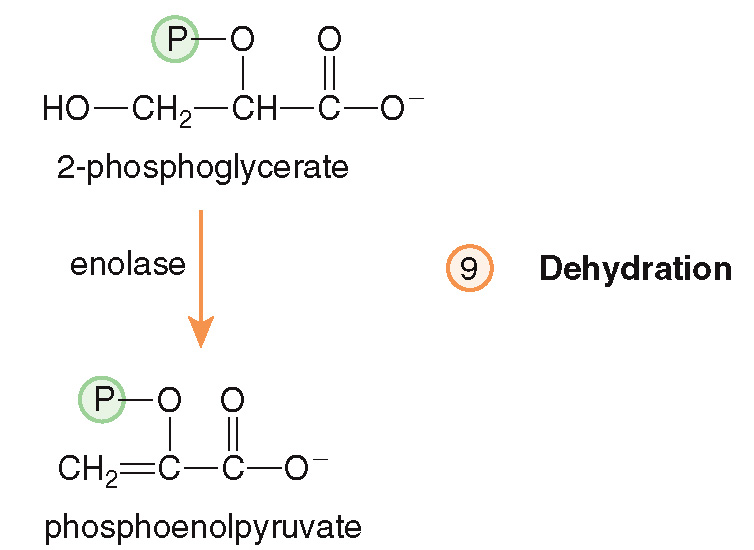 P—O O
HO—CH₂—CH—C—O⁻
2-phosphoglycerate
enolase
9 Dehydration
P—O O
CH₂=C—C—O⁻
phosphoenolpyruvate